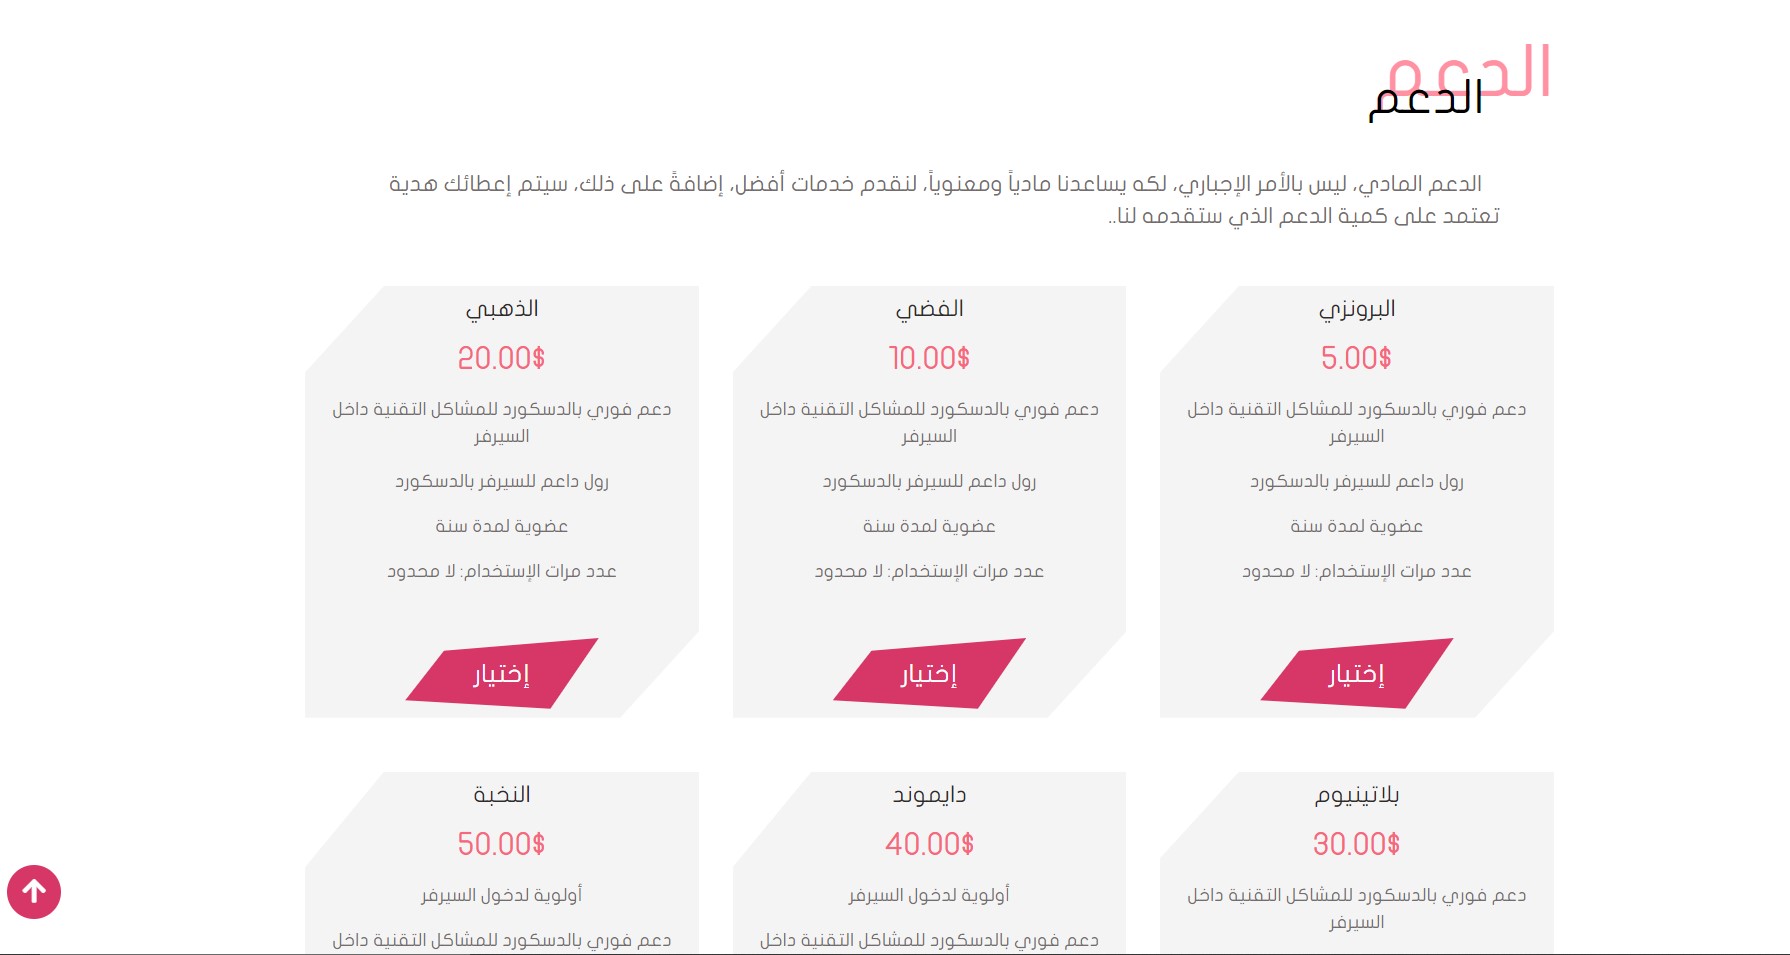 الدعم
الدعم
الدعم المادي، ليس بالأمر الإجباري، لكه يساعدنا مادياً ومعنوياً، لنقدم خدمات أفضل، إضافةً على ذلك، سيتم إعطائك هدية
تعتمد على كمية الدعم الذي ستقدمه لنا..
البرونزي
5.00$
دعم فوري بالدسكورد للمشاكل التقنية داخل
السيرفر
رول داعم للسيرفر بالدسكورد
عضوية لمدة سنة
عدد مرات الإستخدام: لا محدود
إختيار
الفضي
10.00$
دعم فوري بالدسكورد للمشاكل التقنية داخل
السيرفر
رول داعم للسيرفر بالدسكورد
عضوية لمدة سنة
عدد مرات الإستخدام: لا محدود
إختيار
الذهبي
20.00$
دعم فوري بالدسكورد للمشاكل التقنية داخل
السيرفر
رول داعم للسيرفر بالدسكورد
عضوية لمدة سنة
عدد مرات الإستخدام: لا محدود
إختيار
بلاتينيوم
30.00$
دعم فوري بالدسكورد للمشاكل التقنية داخل
السيرفر
دايموند
40.00$
أولوية لدخول السيرفر
دعم فوري بالدسكورد للمشاكل التقنية داخل
النخبة
50.00$
أولوية لدخول السيرفر
دعم فوري بالدسكورد للمشاكل التقنية داخل